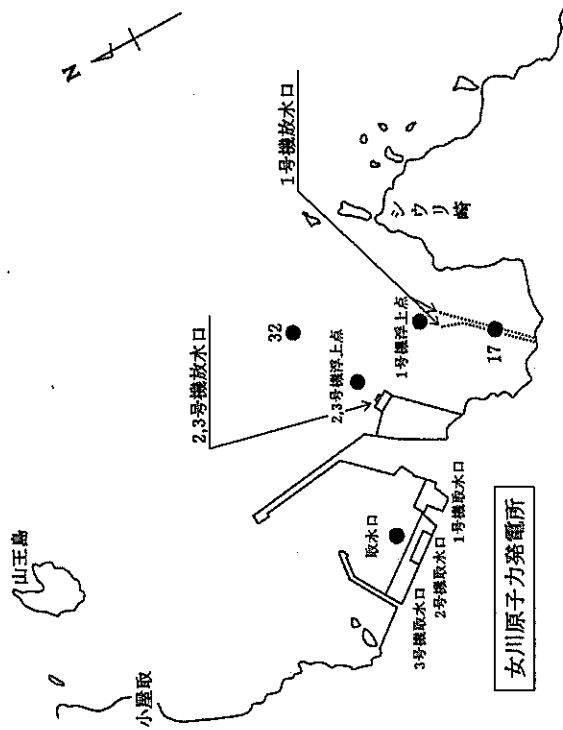 N
1号機放水口
シウリ崎
2,3号機放水口
32
1号機浮上点
2,3号機浮上点
17
山王島
取水口
1号機取水口
2号機取水口
3号機取水口
小屋取
女川原子力発電所